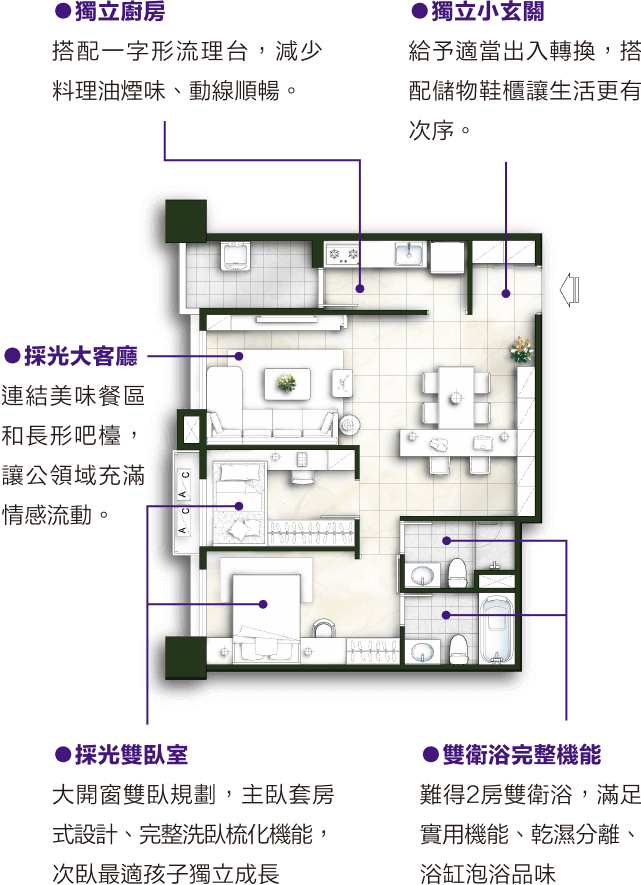 ●獨立廚房
搭配一字形流理台，減少
料理油煙味、動線順暢。
●獨立小玄關
給予適當出入轉換，搭
配儲物鞋櫃讓生活更有
次序。
●採光大客廳
連結美味餐區
和長形吧檯，
讓公領域充滿
情感流動。
A C
A C
●採光雙臥室
大開窗雙臥規劃，主臥套房
式設計、完整洗臥梳化機能，
次臥最適孩子獨立成長
●雙衛浴完整機能
難得2房雙衛浴，滿足
實用機能、乾濕分離、
浴缸泡浴品味